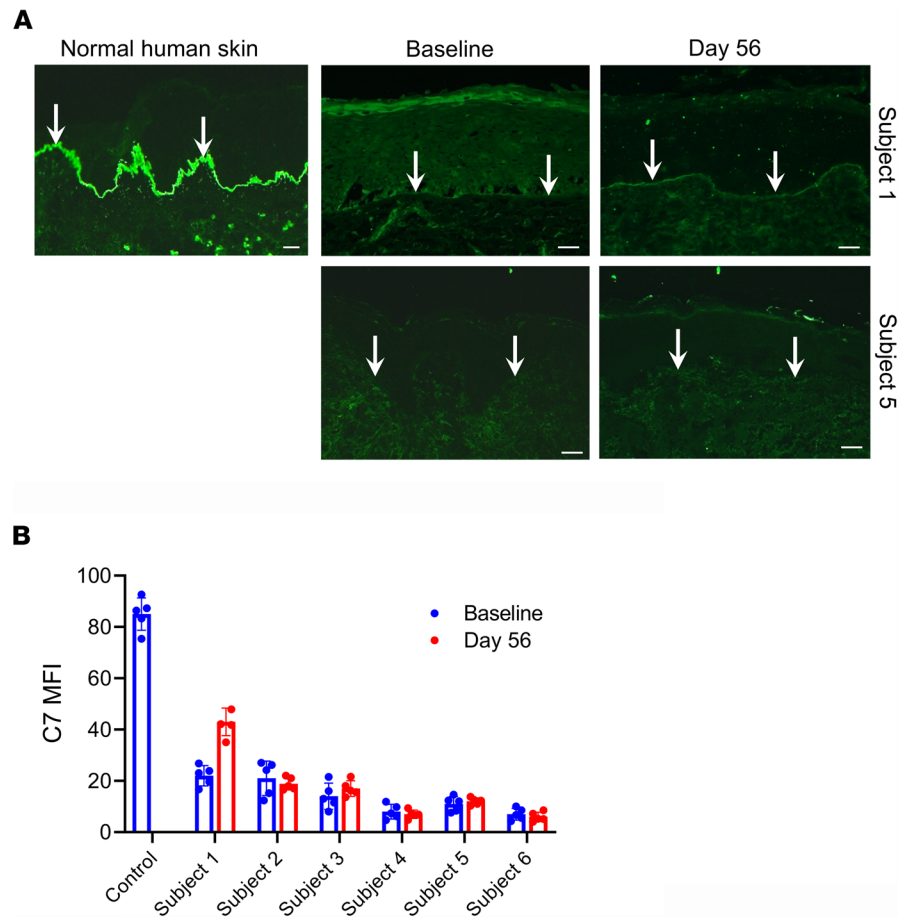 A
Normal human skin
Baseline
Day 56
Subject 1
Subject 5
B
C7 MFI
100
80
60
40
20
0
Baseline
Day 56
Control
Subject 1
Subject 2
Subject 3
Subject 4
Subject 5
Subject 6